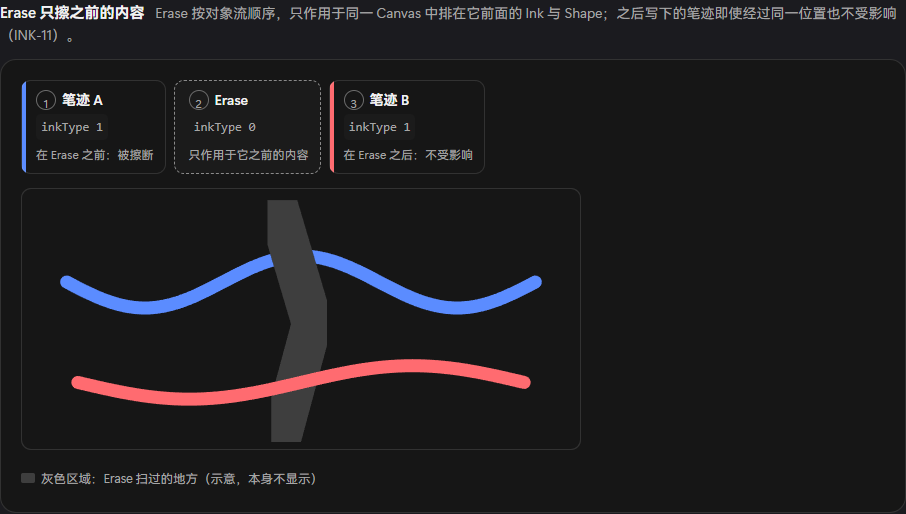 Erase 只擦之前的内容 Erase 按对象流顺序，只作用于同一 Canvas 中排在它前面的 Ink 与 Shape；之后写下的笔迹即使经过同一位置也不受影响
（INK-11）。
1 笔迹 A
inkType 1
在 Erase 之前：被擦断
2 Erase
inkType 0
只作用于它之前的内容
3 笔迹 B
inkType 1
在 Erase 之后：不受影响
灰色区域：Erase 扫过的地方（示意，本身不显示）